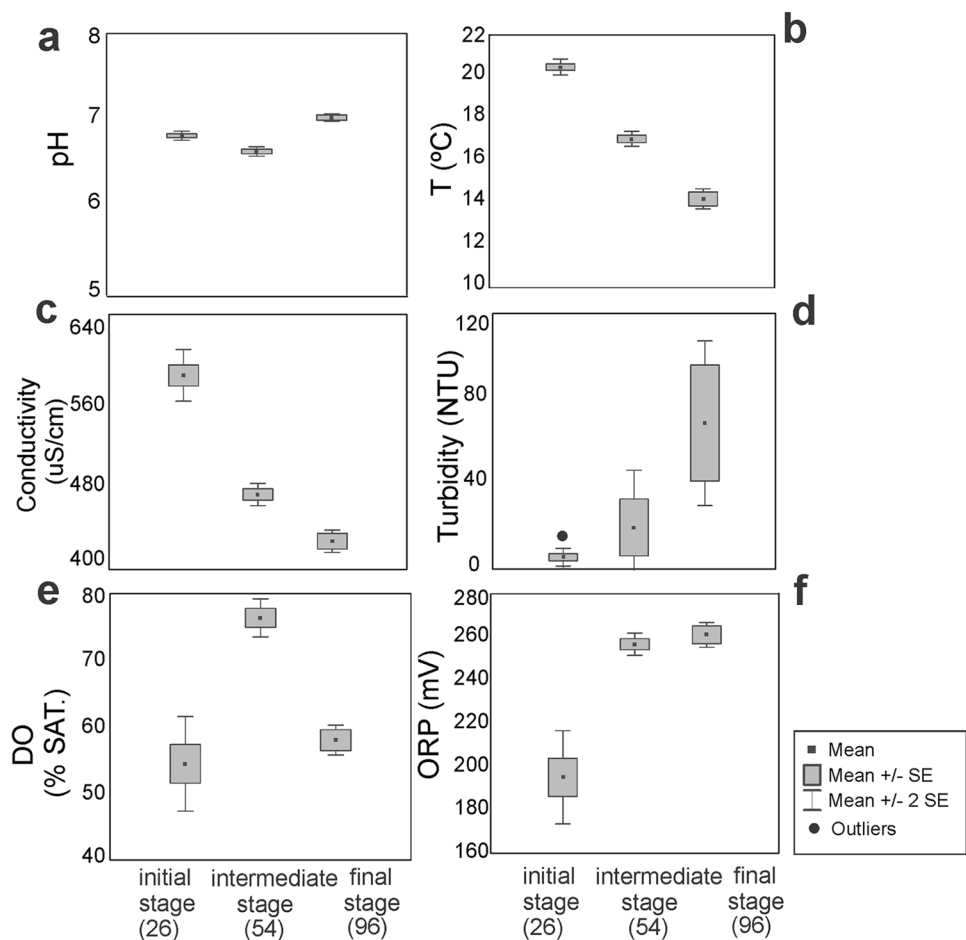 a
8
7
6
5
pH
b
22
20
18
16
14
12
10
T (ºC)
c
640
560
480
400
Conductivity
(uS/cm)
d
120
80
40
0
Turbidity (NTU)
e
80
70
60
50
40
DO
(% SAT.)
initial
stage
(26)
intermediate
stage
(54)
final
stage
(96)
f
280
260
240
220
200
180
160
ORP (mV)
initial
stage
(26)
intermediate
stage
(54)
final
stage
(96)
Mean
Mean +/- SE
Mean +/- 2 SE
Outliers